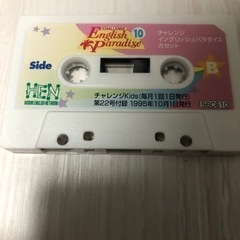 CHALLENGE
English Paradise
10
チャレンジ
イングリッシュパラダイス
カセット
Side
B
HEN
チャレンジKids(毎月1回1日発行)
第22号付録 1995年10月1日発行
56C610